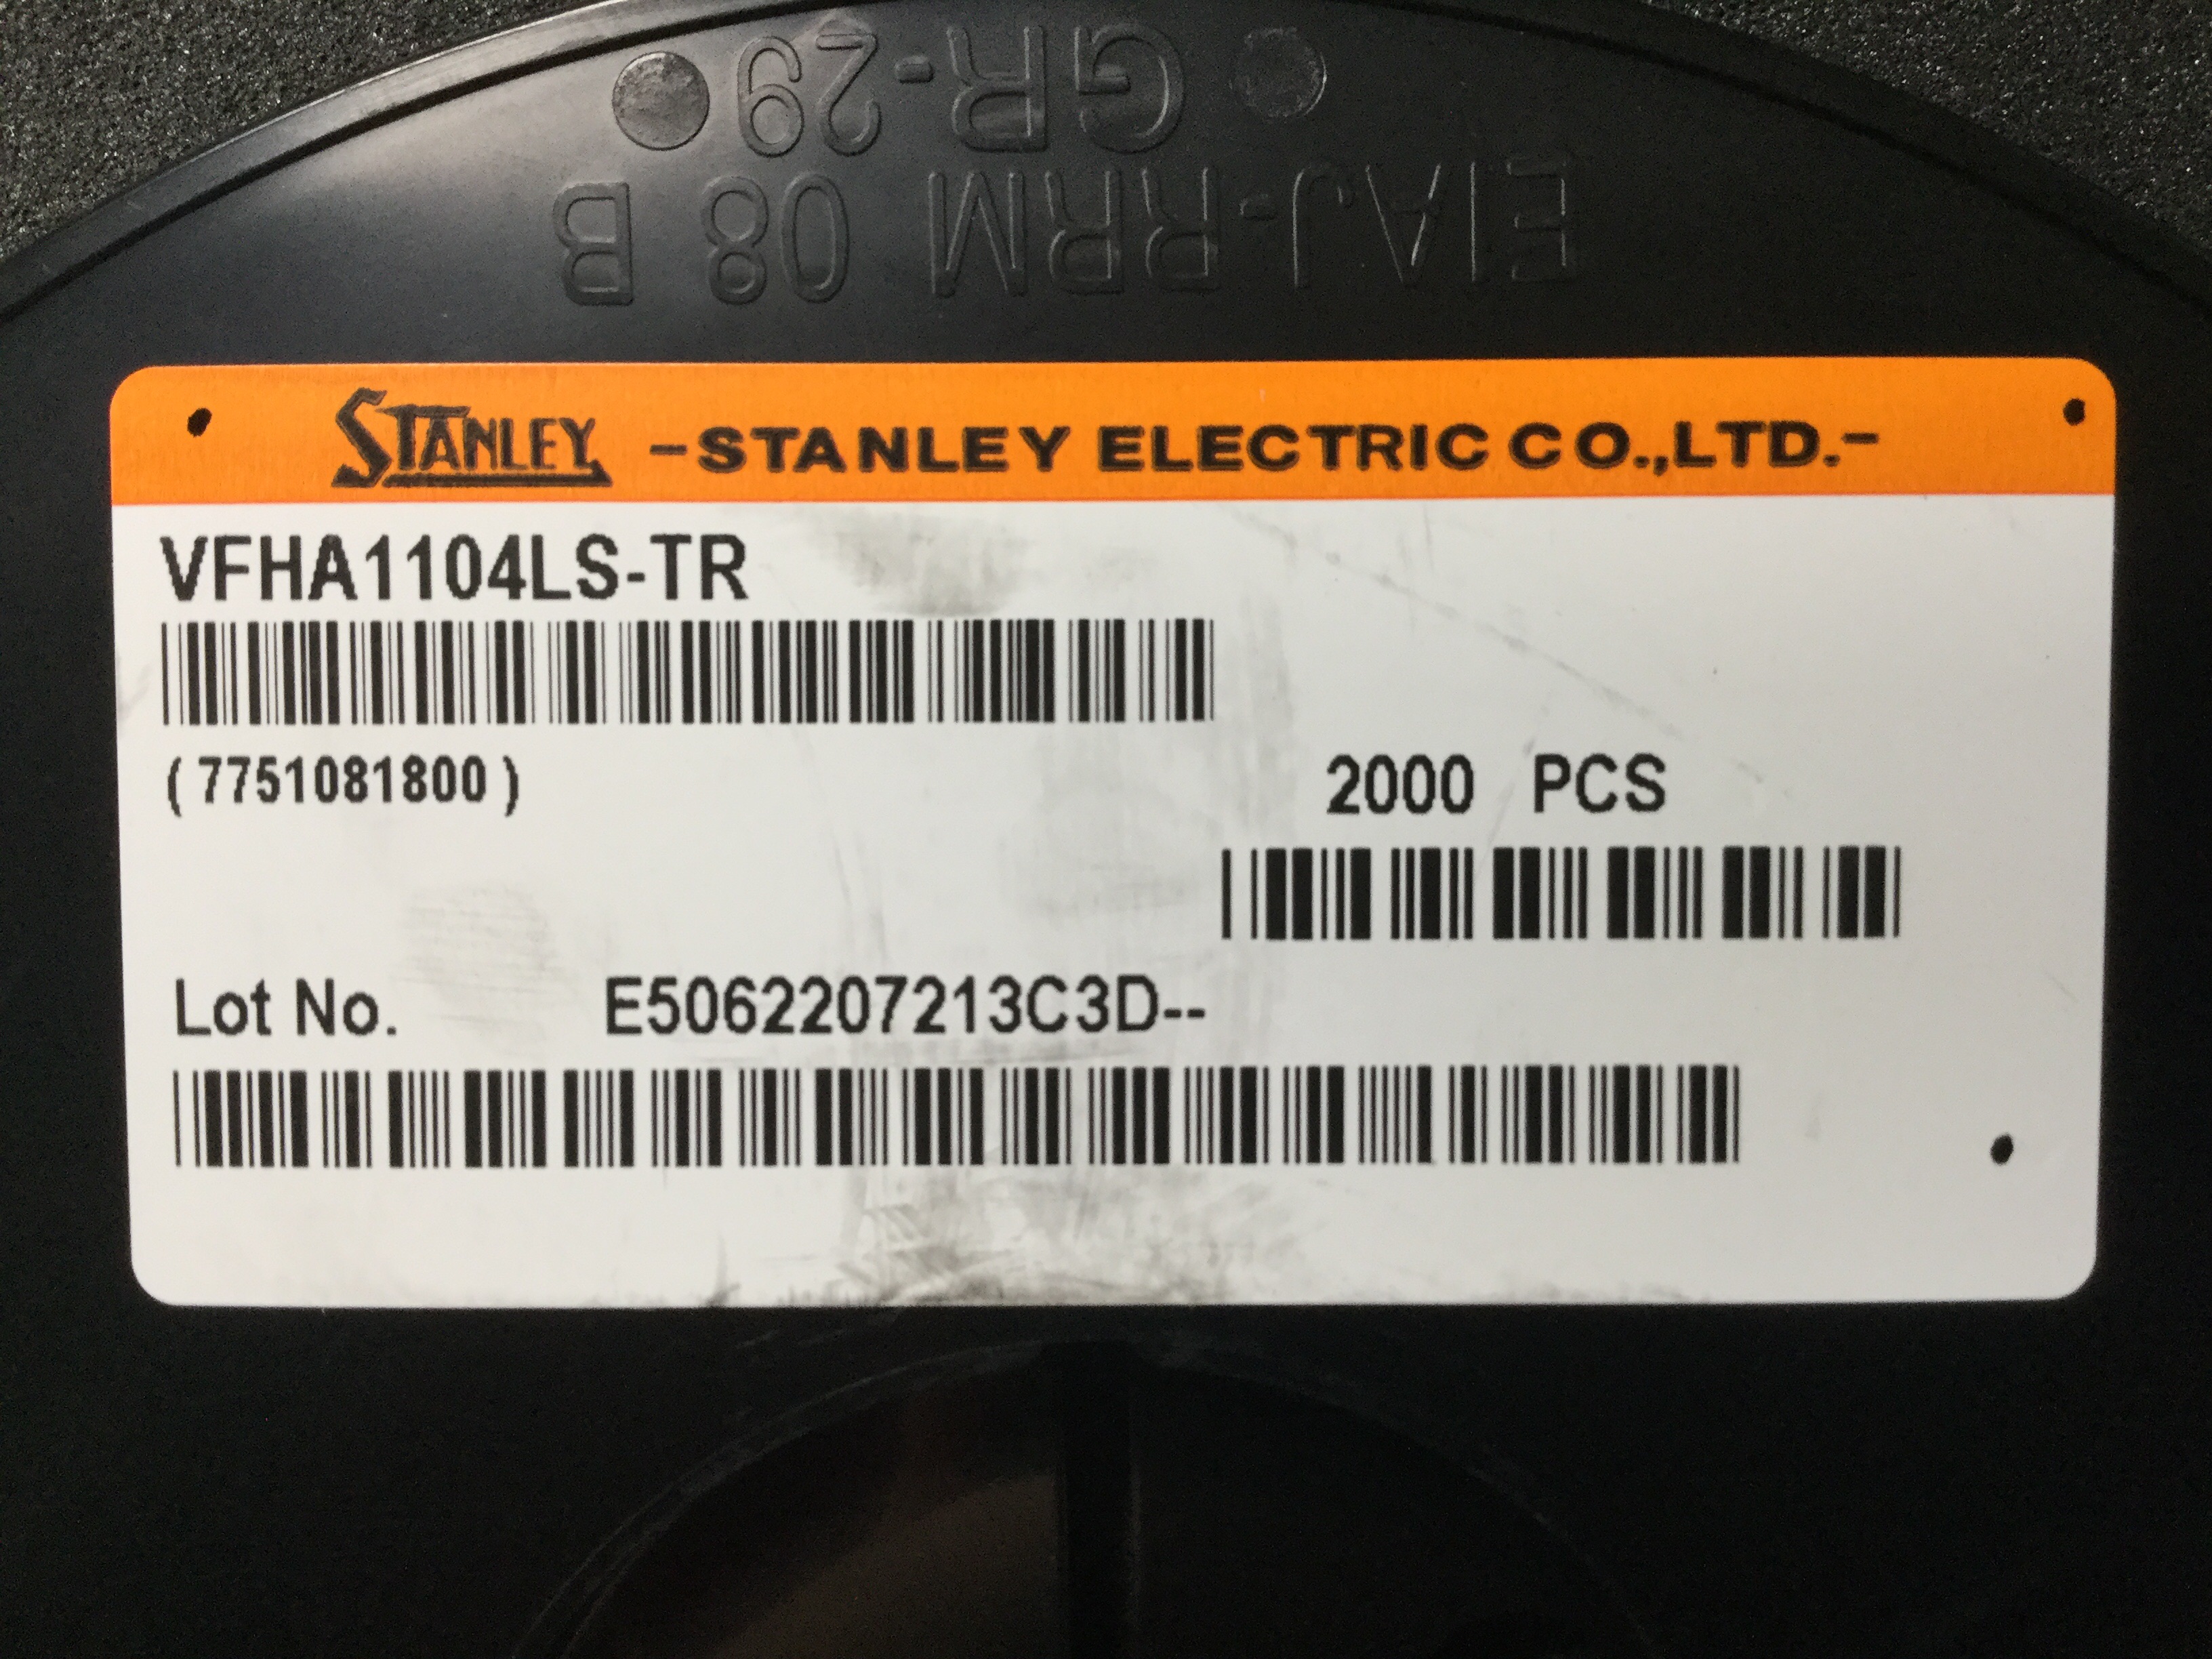 GR-29
EIAJ-RRM 08 B
STANLEY -STANLEY ELECTRIC CO.,LTD.-
VFHA1104LS-TR
(7751081800)
2000 PCS
Lot No. E5062207213C3D--